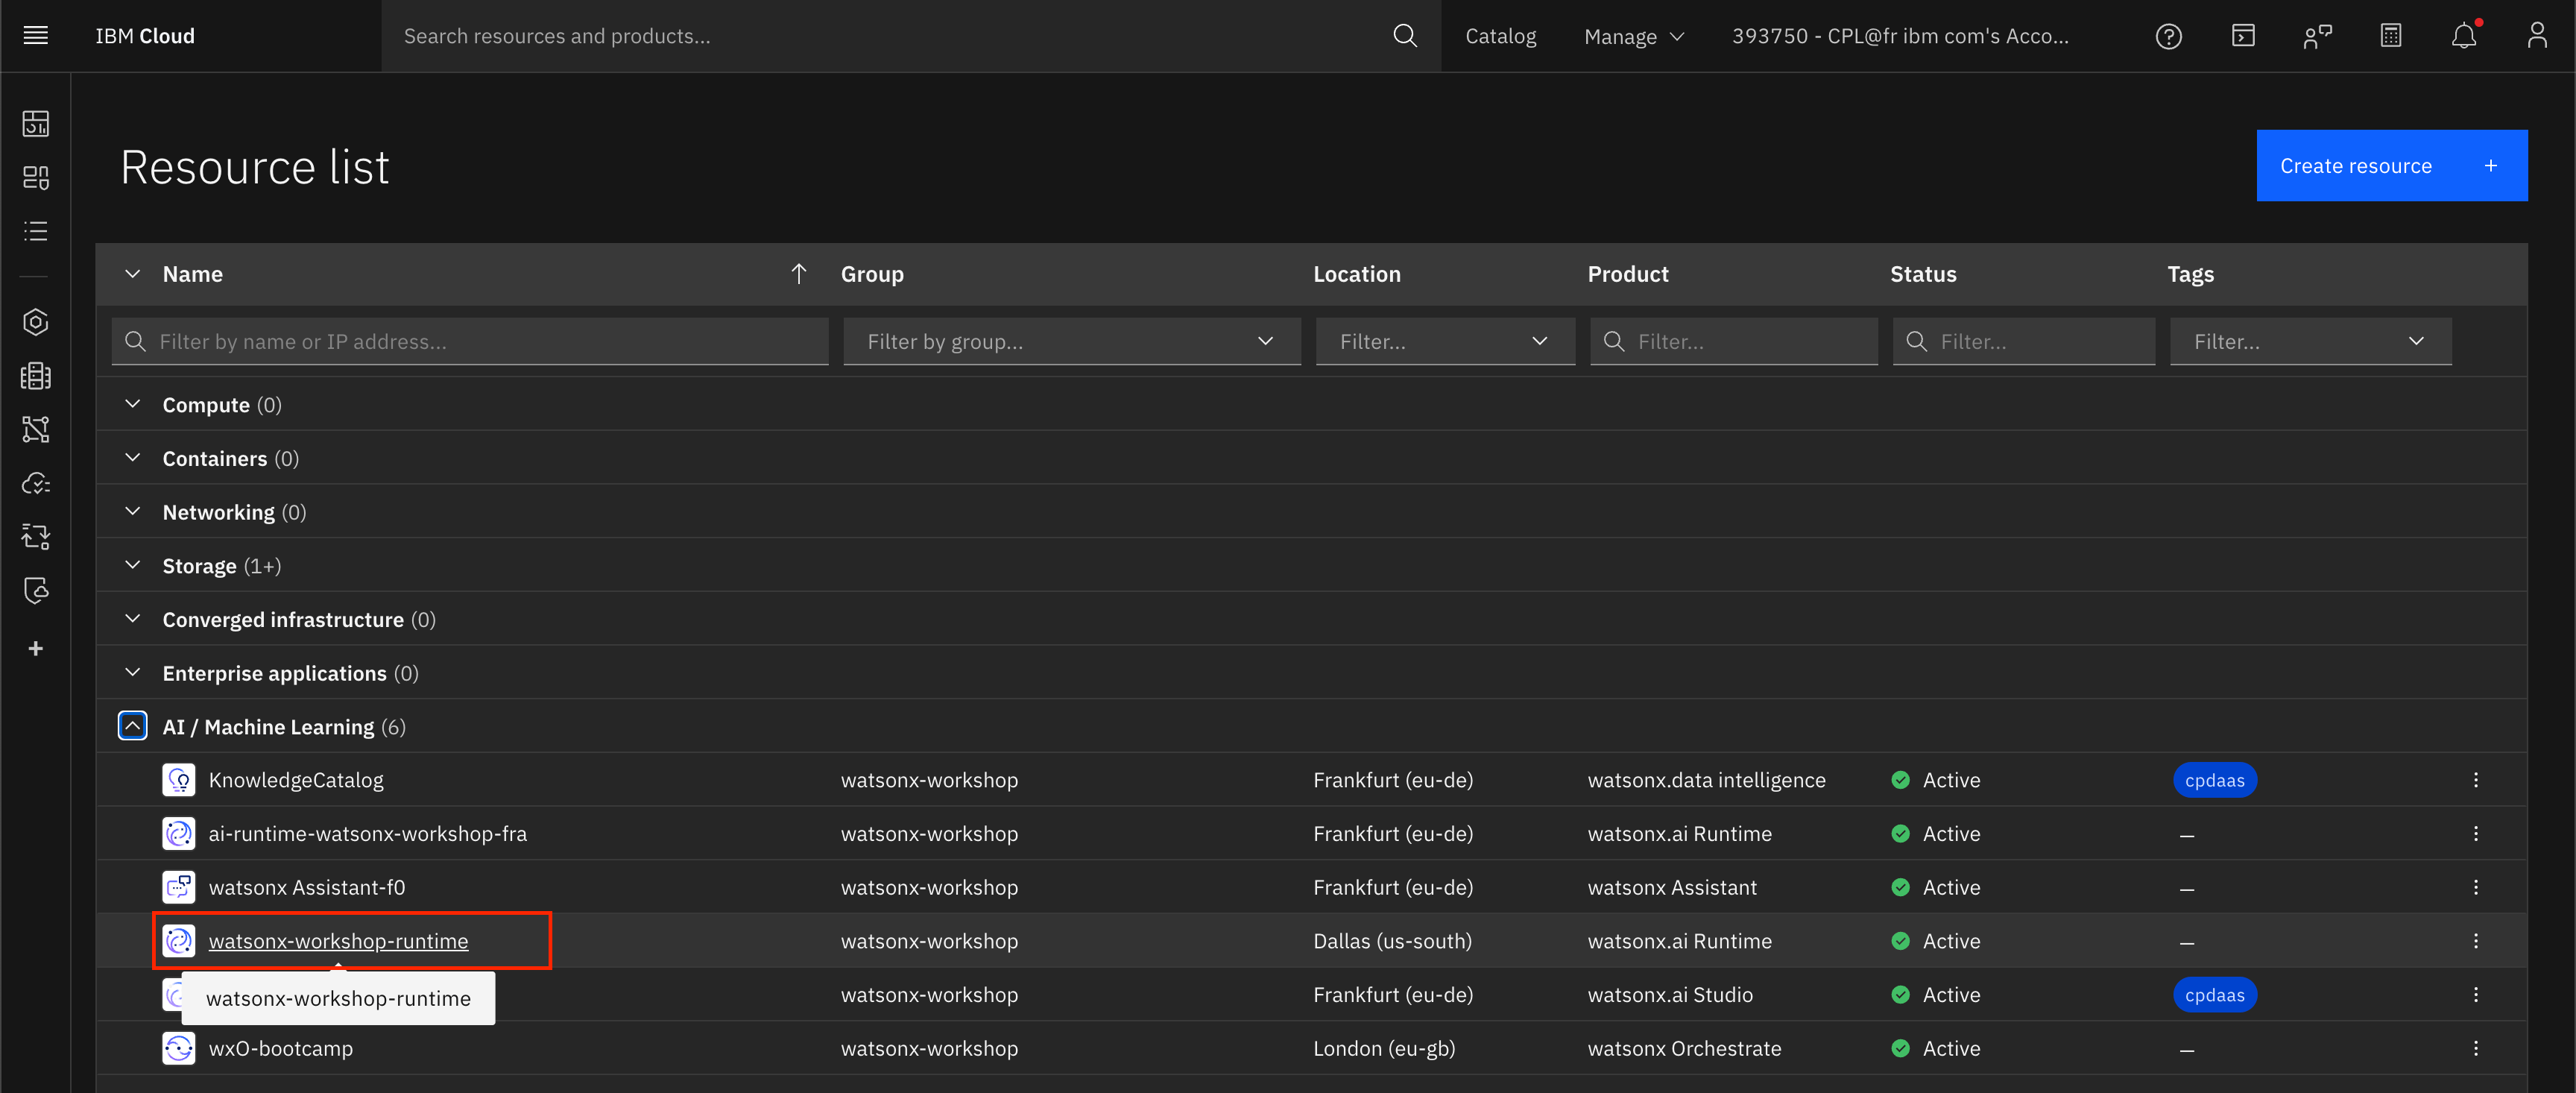 IBM Cloud Search resources and products... Catalog Manage 393750 - CPL@fr ibm com's Acco...
Resource list
Create resource +
Name Group Location Product Status Tags
Filter by name or IP address... Filter by group... Filter... Filter... Filter... Filter...
Compute (0)
Containers (0)
Networking (0)
Storage (1+)
Converged infrastructure (0)
Enterprise applications (0)
AI / Machine Learning (6)
KnowledgeCatalog watsonx-workshop Frankfurt (eu-de) watsonx.data intelligence Active cpdaas
ai-runtime-watsonx-workshop-fra watsonx-workshop Frankfurt (eu-de) watsonx.ai Runtime Active –
watsonx Assistant-f0 watsonx-workshop Frankfurt (eu-de) watsonx Assistant Active –
watsonx-workshop-runtime watsonx-workshop Dallas (us-south) watsonx.ai Runtime Active –
watsonx-workshop-runtime watsonx-workshop Frankfurt (eu-de) watsonx.ai Studio Active cpdaas
wxO-bootcamp watsonx-workshop London (eu-gb) watsonx Orchestrate Active –